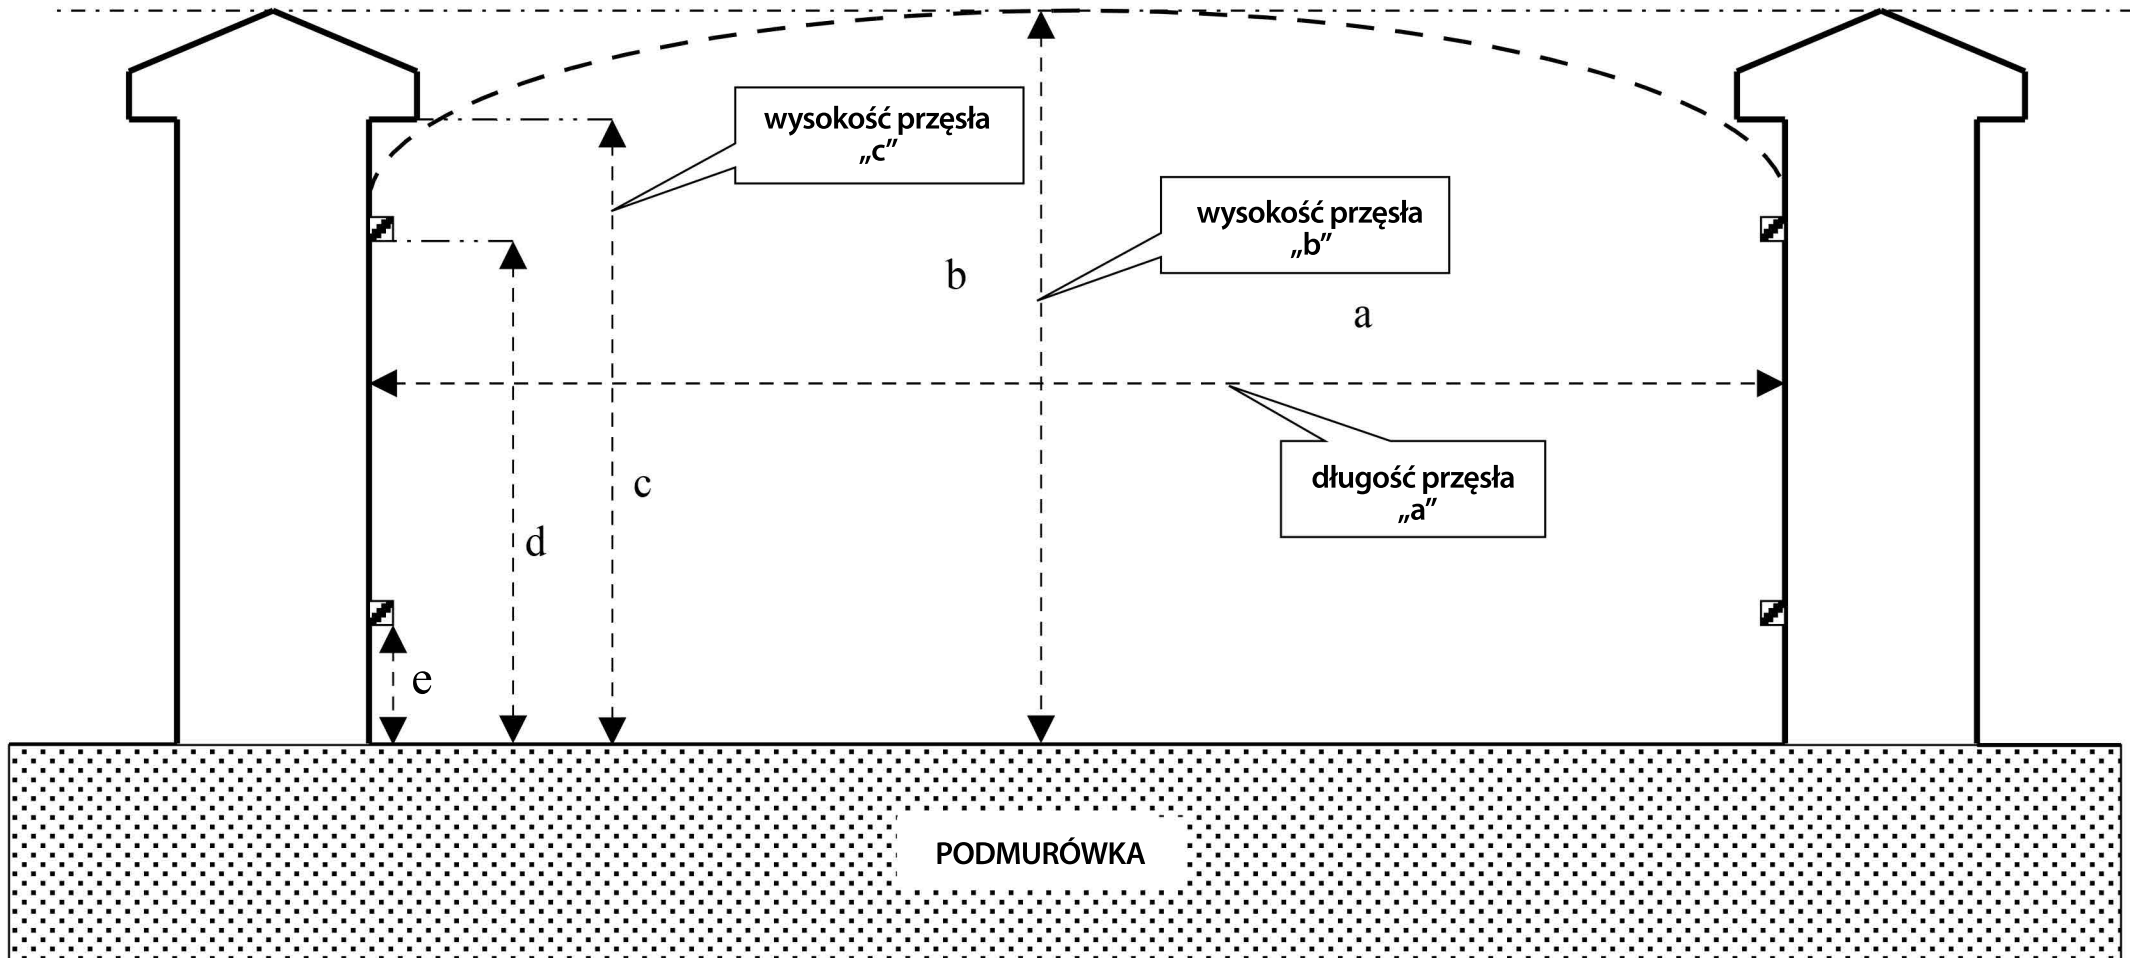 wysokość przęsła
„c”
wysokość przęsła
„b”
b
a
długość przęsła
„a”
c
d
e
PODMURÓWKA